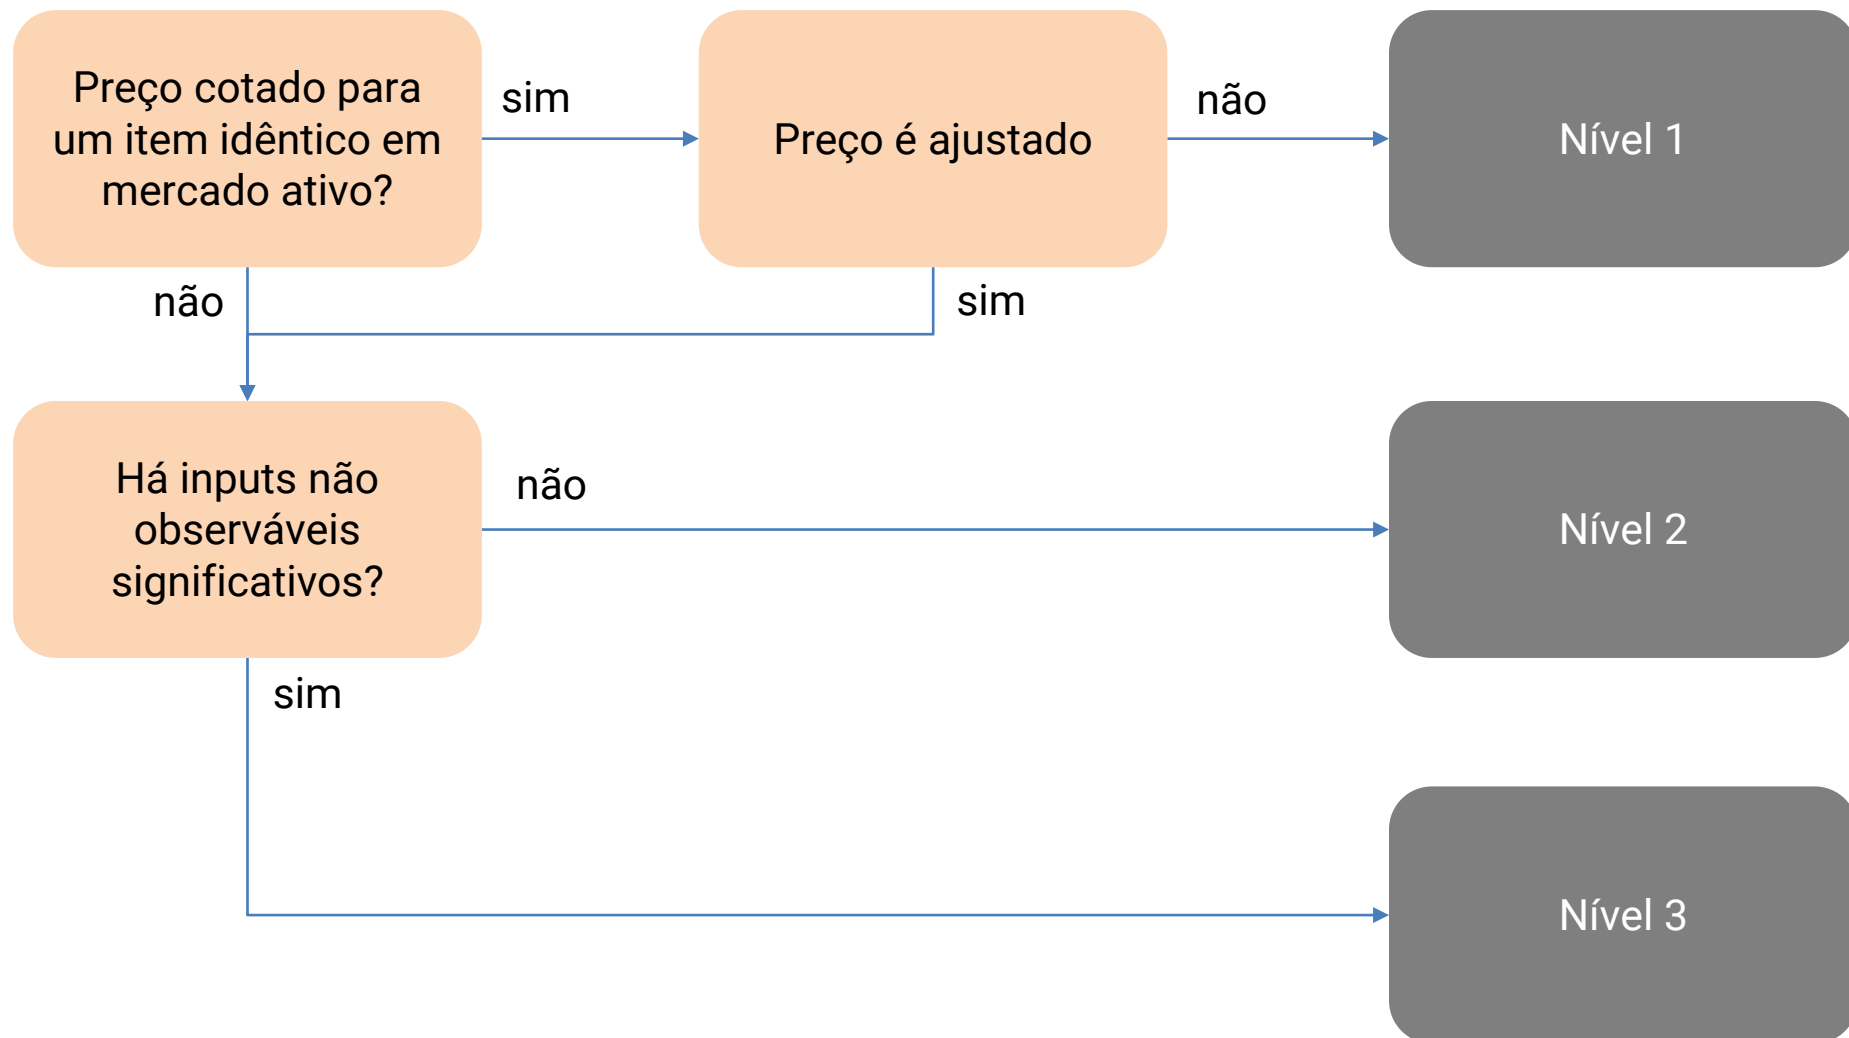 Preço cotado para
um item idêntico em
mercado ativo?
sim
Preço é ajustado
não
Nível 1
não
sim
Há inputs não
observáveis
significativos?
não
Nível 2
sim
Nível 3